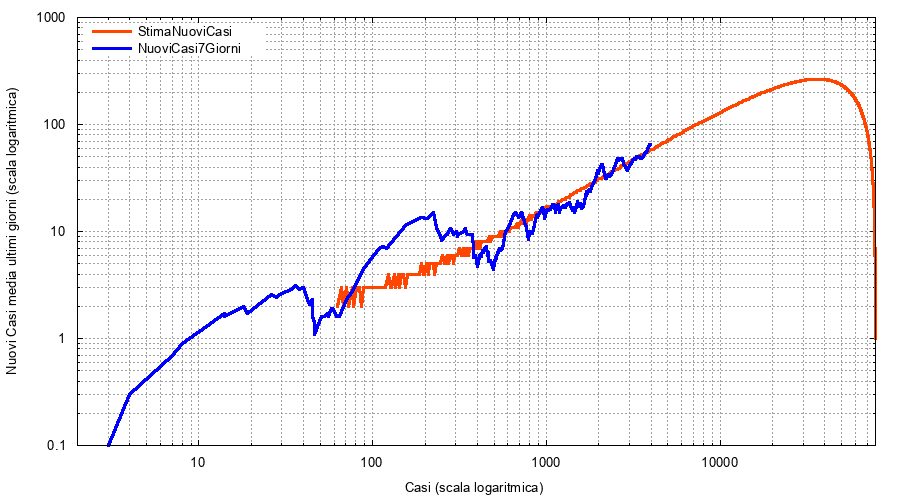 1000
StimaNuoviCasi
NuoviCasi7Giorni
100
10
1
0.1
Nuovi Casi media ultimi giorni (scala logaritmica)
10 100 1000 10000
Casi (scala logaritmica)